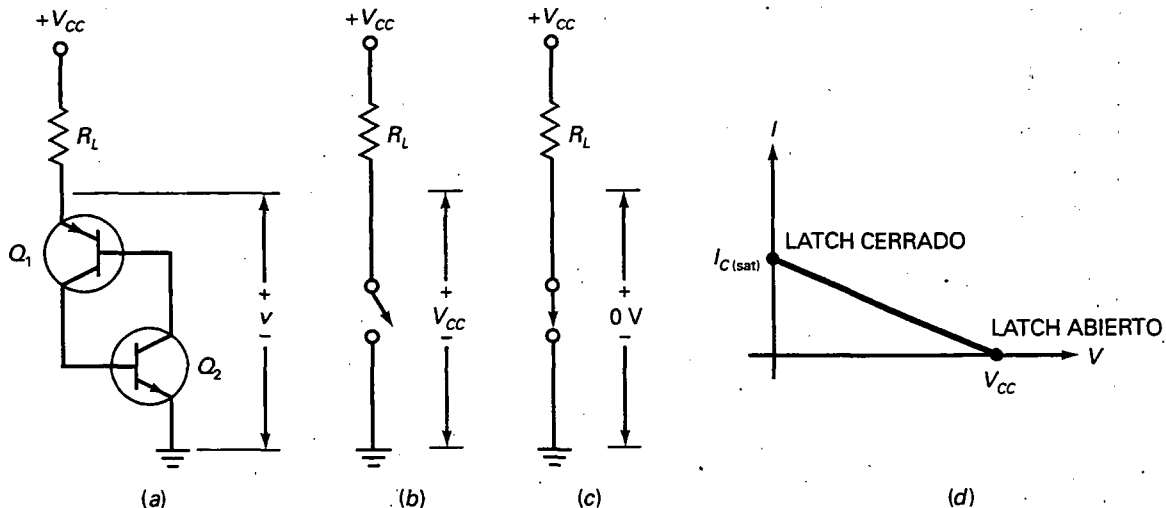 +V_CC
R_L
Q_1
Q_2
+
v
−
(a)
+V_CC
R_L
+
V_CC
−
(b)
+V_CC
R_L
+
0 V
−
(c)
I
I_C(sat)
LATCH CERRADO
LATCH ABIERTO
V_CC
V
(d)